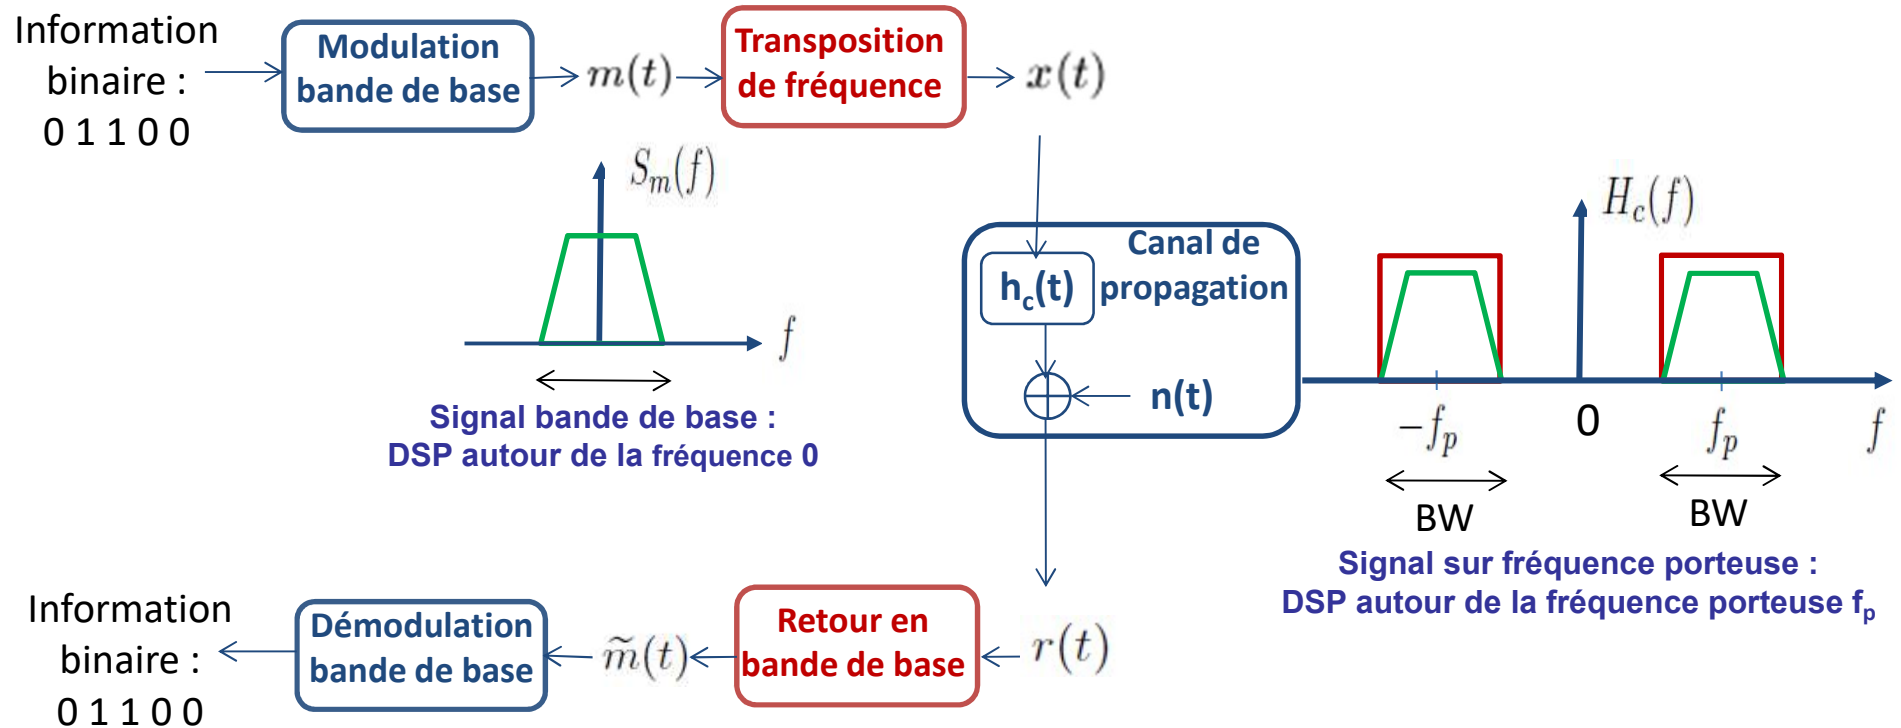 Information
binaire :
0 1 1 0 0
Modulation
bande de base
m(t)
Transposition
de fréquence
x(t)
S_m(f)
f
Signal bande de base :
DSP autour de la fréquence 0
Canal de
propagation
h_c(t)
n(t)
H_c(f)
-f_p
0
f_p
f
BW
BW
Signal sur fréquence porteuse :
DSP autour de la fréquence porteuse f_p
r(t)
Retour en
bande de base
m̃(t)
Démodulation
bande de base
Information
binaire :
0 1 1 0 0